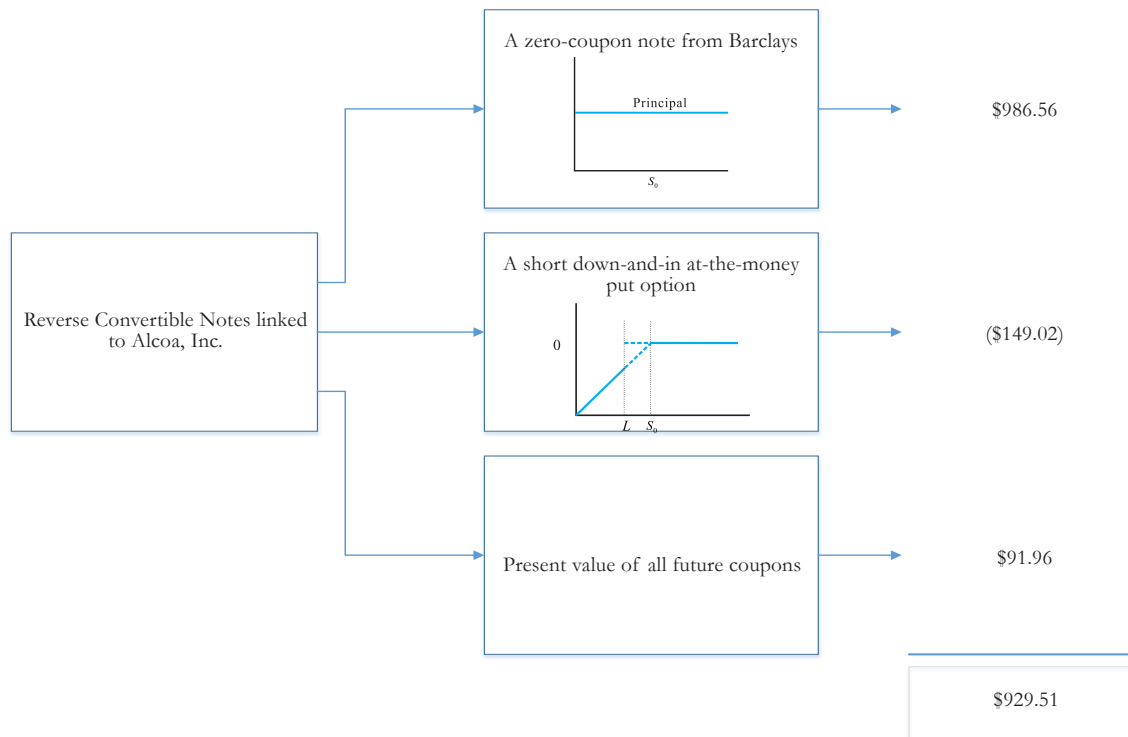 A zero-coupon note from Barclays
Principal
S₀
$986.56
Reverse Convertible Notes linked
to Alcoa, Inc.
A short down-and-in at-the-money
put option
0
L S₀
($149.02)
Present value of all future coupons
$91.96
$929.51